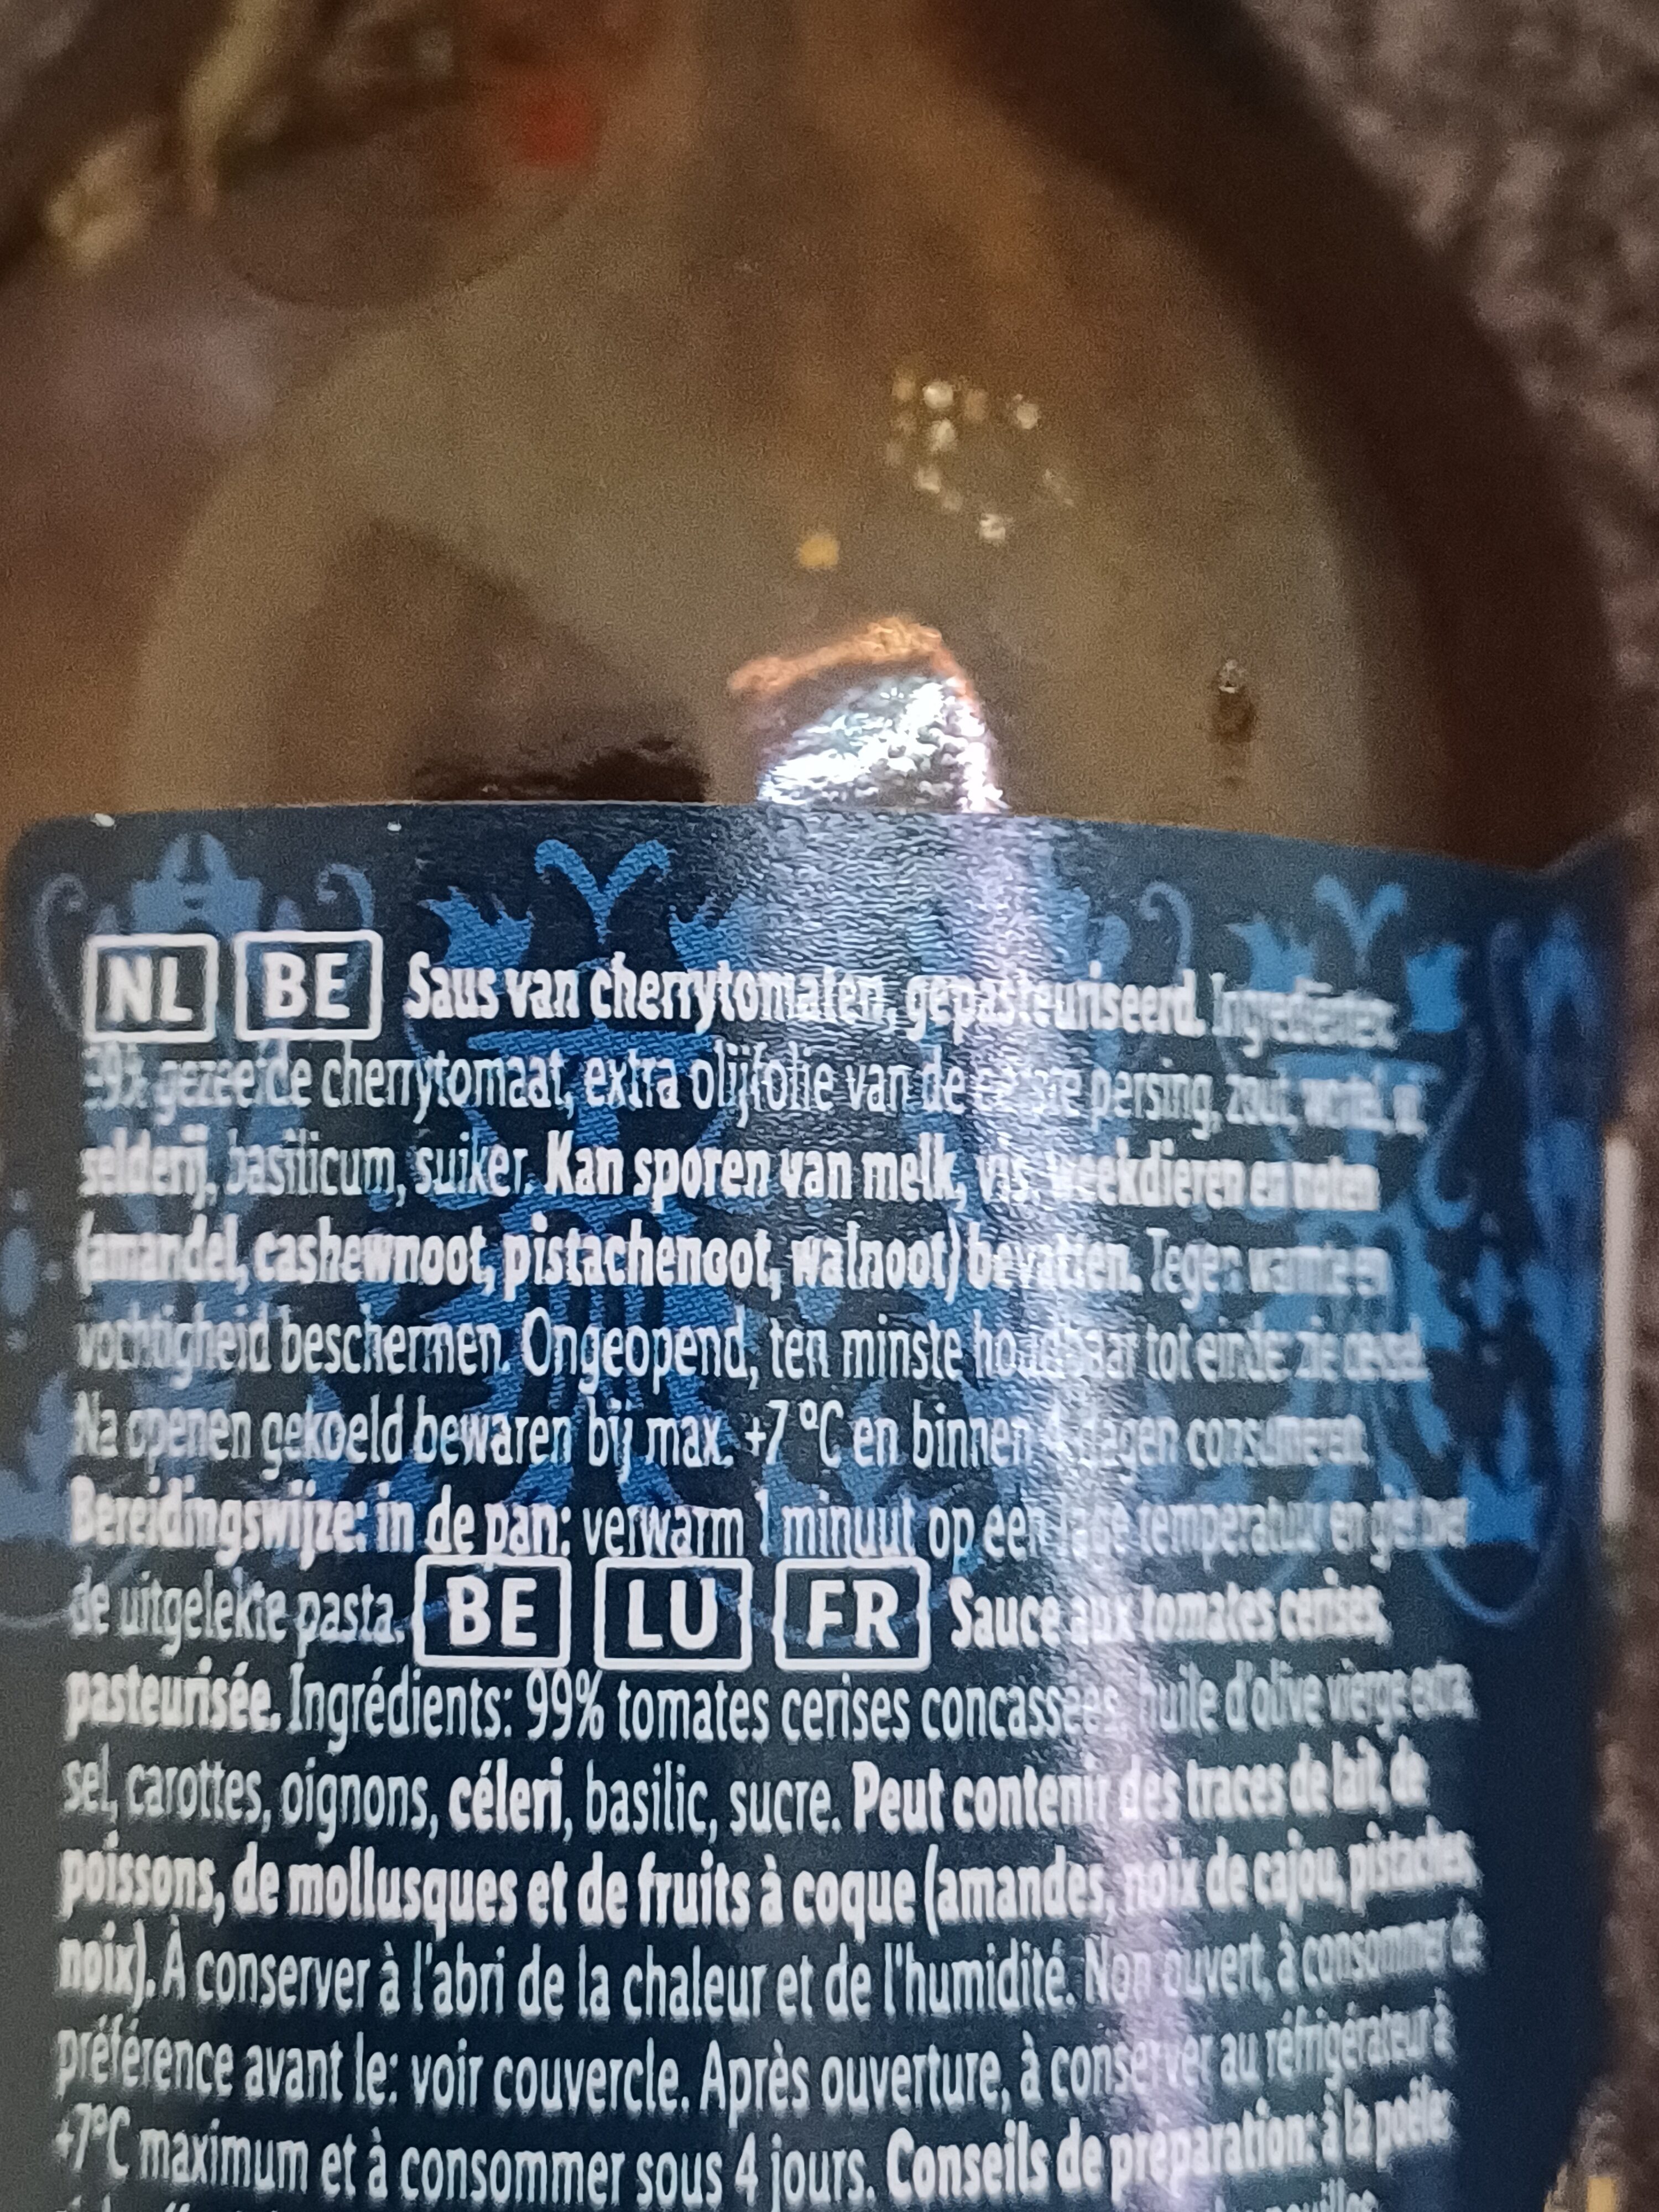 NL BE Saus van cherrytomaten, gepasteuriseerd. Ingrediënten:
99% gezeefde cherrytomaat, extra olijfolie van de eerste persing, zout, wortel, ui,
selderij, basilicum, suiker. Kan sporen van melk, vis, weekdieren en noten
(amandel, cashewnoot, pistachenoot, walnoot) bevatten. Tegen warmte en
vochtigheid beschermen. Ongeopend, ten minste houdbaar tot einde: zie
Na openen gekoeld bewaren bij max. +7 °C en binnen dagen consumeren.
Bereidingswijze: in de pan: verwarm 1 minuut op een temperatuur en giet over
de uitgelekte pasta. BE LU FR Sauce aux tomates cerises,
pasteurisée. Ingrédients: 99% tomates cerises concassées, huile d'olive vierge extra,
sel, carottes, oignons, céleri, basilic, sucre. Peut contenir des traces de lait, de
poissons, de mollusques et de fruits à coque (amandes, noix de cajou, pistaches,
noix). À conserver à l'abri de la chaleur et de l'humidité. Non ouvert, à consommer de
préférence avant le: voir couvercle. Après ouverture, à conserver au réfrigérateur à
+7°C maximum et à consommer sous 4 jours. Conseils de préparation: à la poêle: